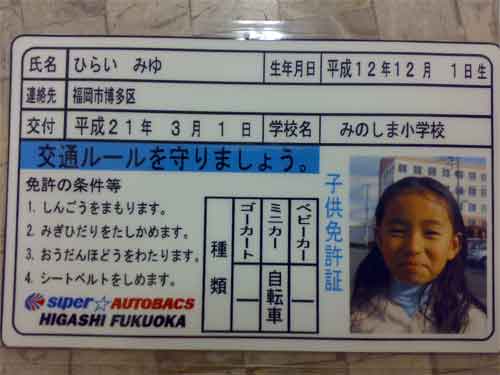 氏名 ひらい みゆ 生年月日 平成12年12月 1日生
連絡先 福岡市博多区
交付 平成21年 3月 1日 学校名 みのしま小学校
交通ルールを守りましょう。
免許の条件等
1. しんごうをまもります。
2. みぎひだりをたしかめます。
3. おうだんほどうをわたります。
4. シートベルトをしめます。
super☆AUTOBACS
HIGASHI FUKUOKA
種類
ゴーカート ー
ミニカー 自転車
ベビーカー ー
子供免許証